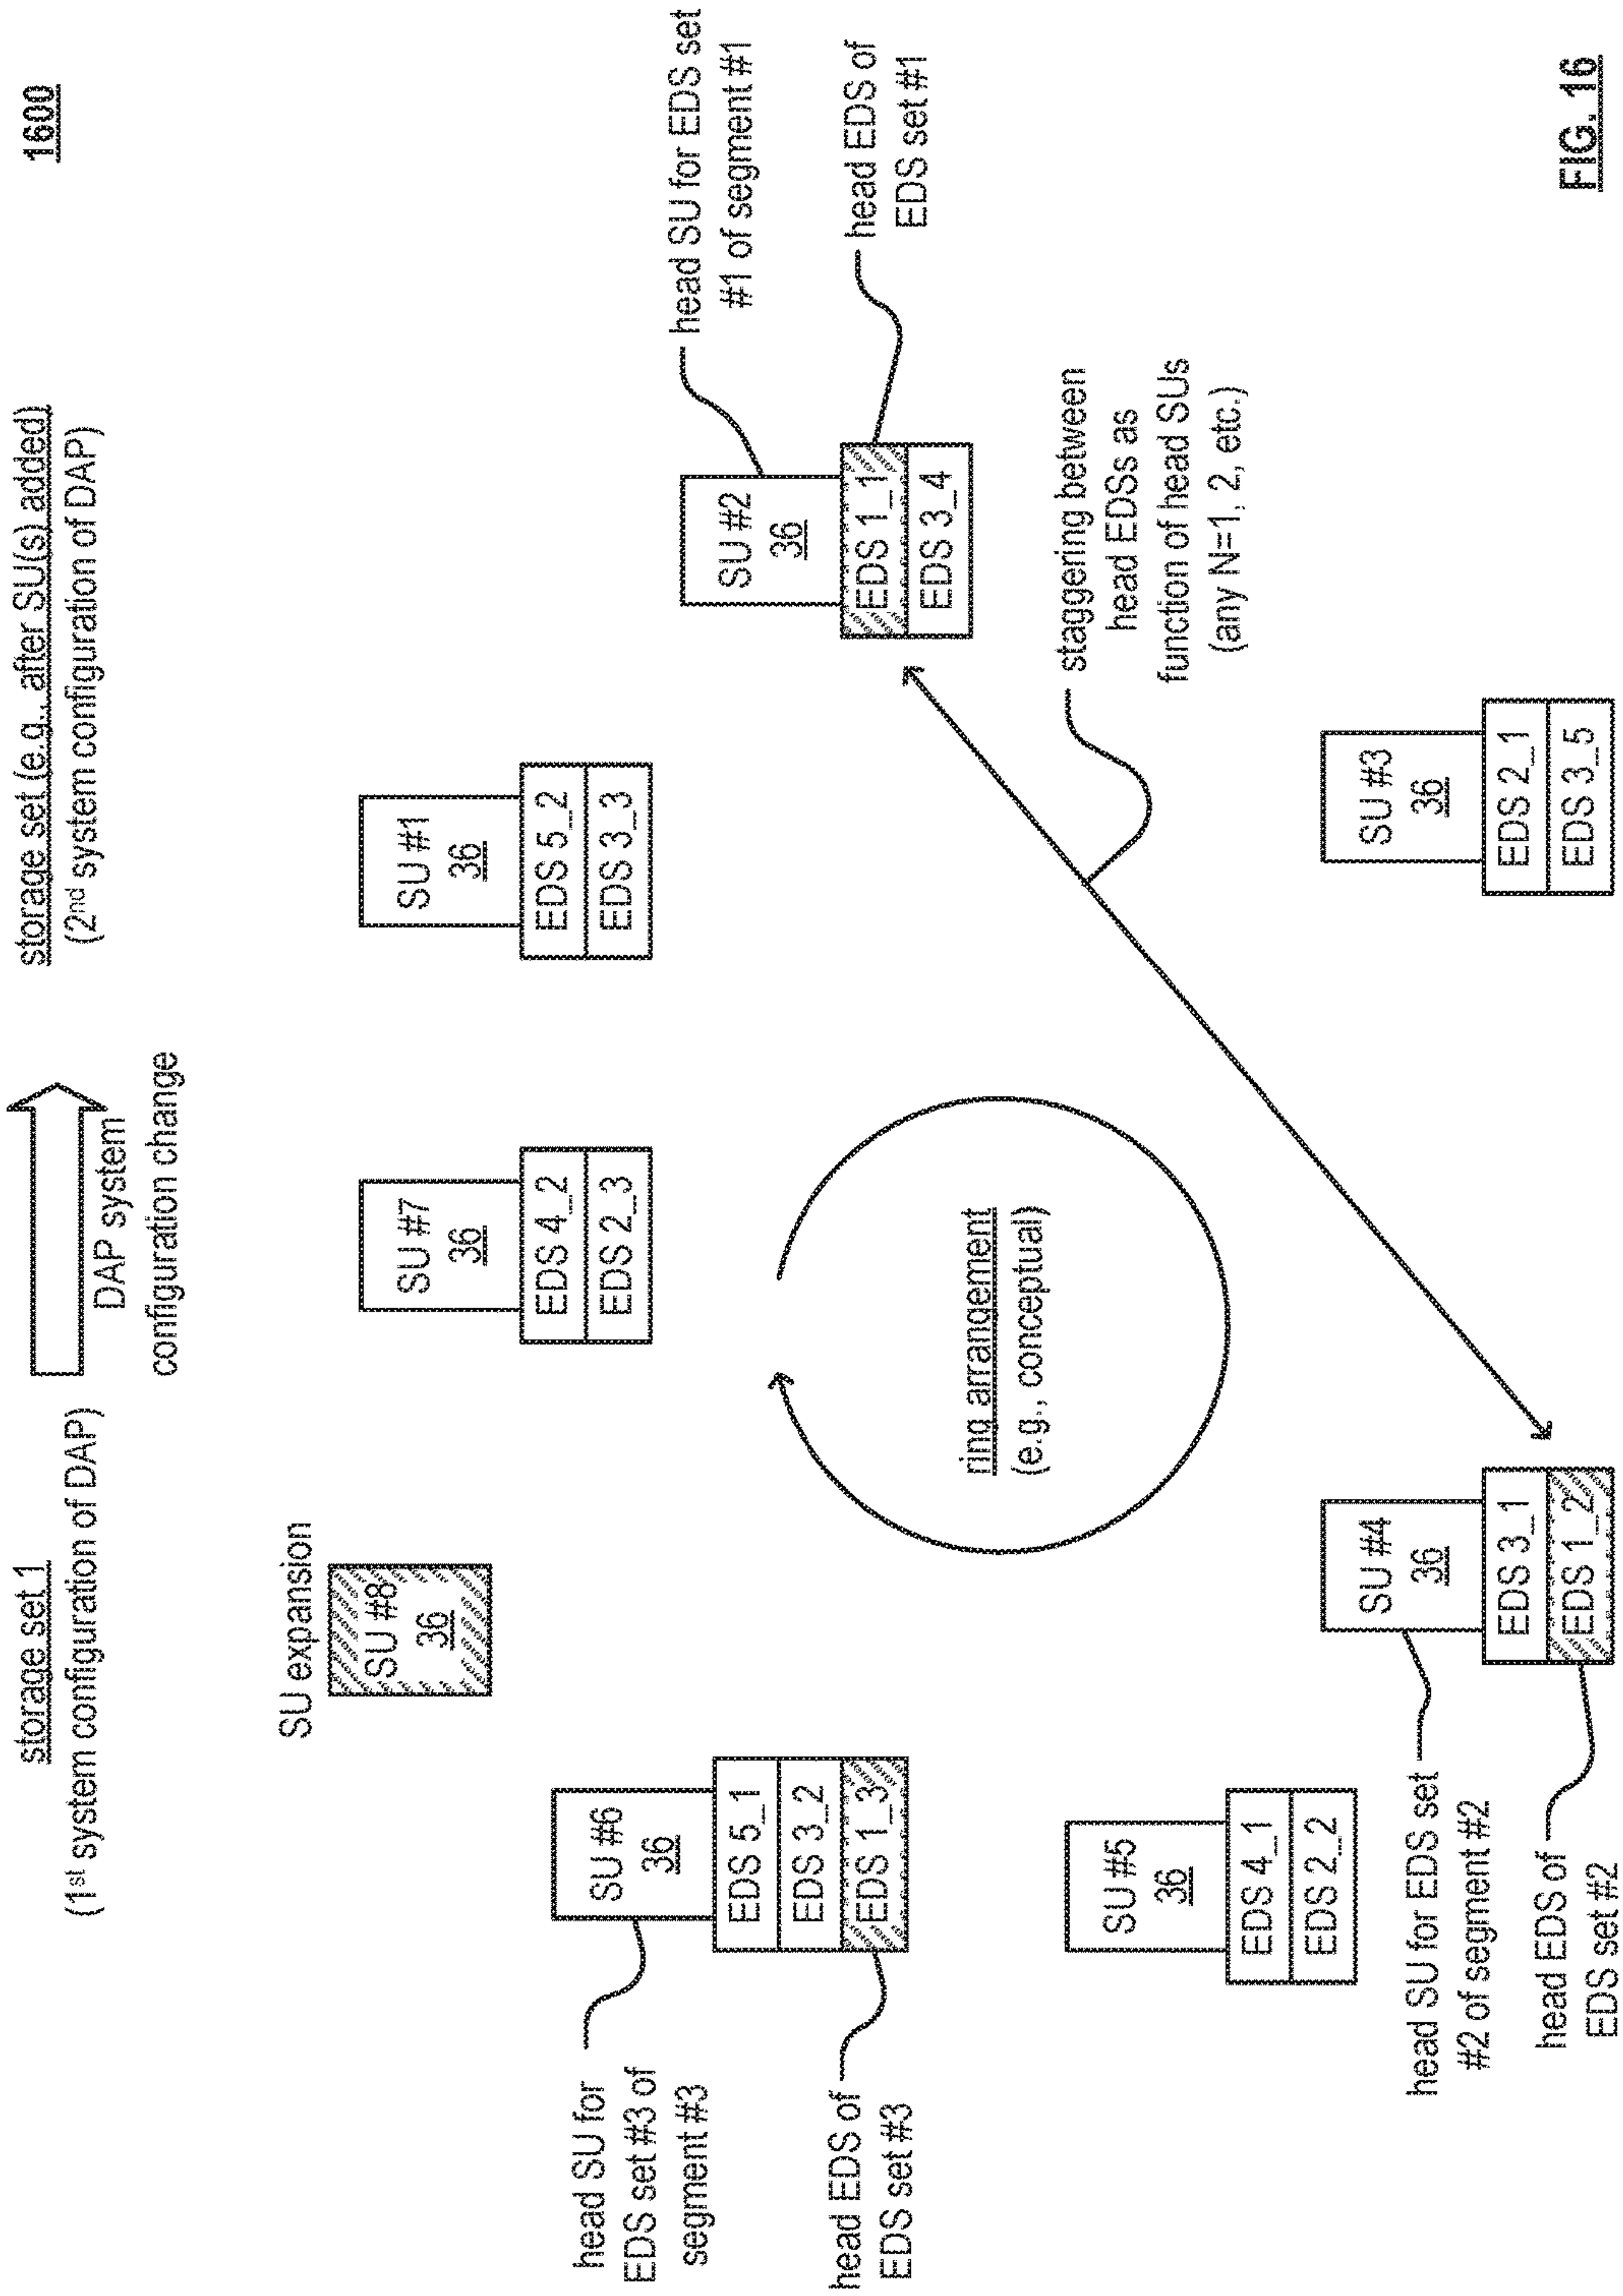 1600
storage set 1
(1st system configuration of DAP)
DAP system
configuration change
storage set (e.g., after SU(s) added)
(2nd system configuration of DAP)
SU expansion
SU #8
36
SU #7
36
EDS 4_2
EDS 2_3
SU #1
36
EDS 5_2
EDS 3_3
head SU for
EDS set #3 of
segment #3
SU #6
36
EDS 5_1
EDS 3_2
EDS 1_3
head EDS of
EDS set #3
SU #2
36
EDS 1_1
EDS 3_4
head SU for EDS set
#1 of segment #1
head EDS of
EDS set #1
ring arrangement
(e.g., conceptual)
staggering between
head EDSs as
function of head SUs
(any N=1, 2, etc.)
SU #5
36
EDS 4_1
EDS 2_2
head SU for EDS set
#2 of segment #2
head EDS of
EDS set #2
SU #4
36
EDS 3_1
EDS 1_2
SU #3
36
EDS 2_1
EDS 3_5
FIG. 16